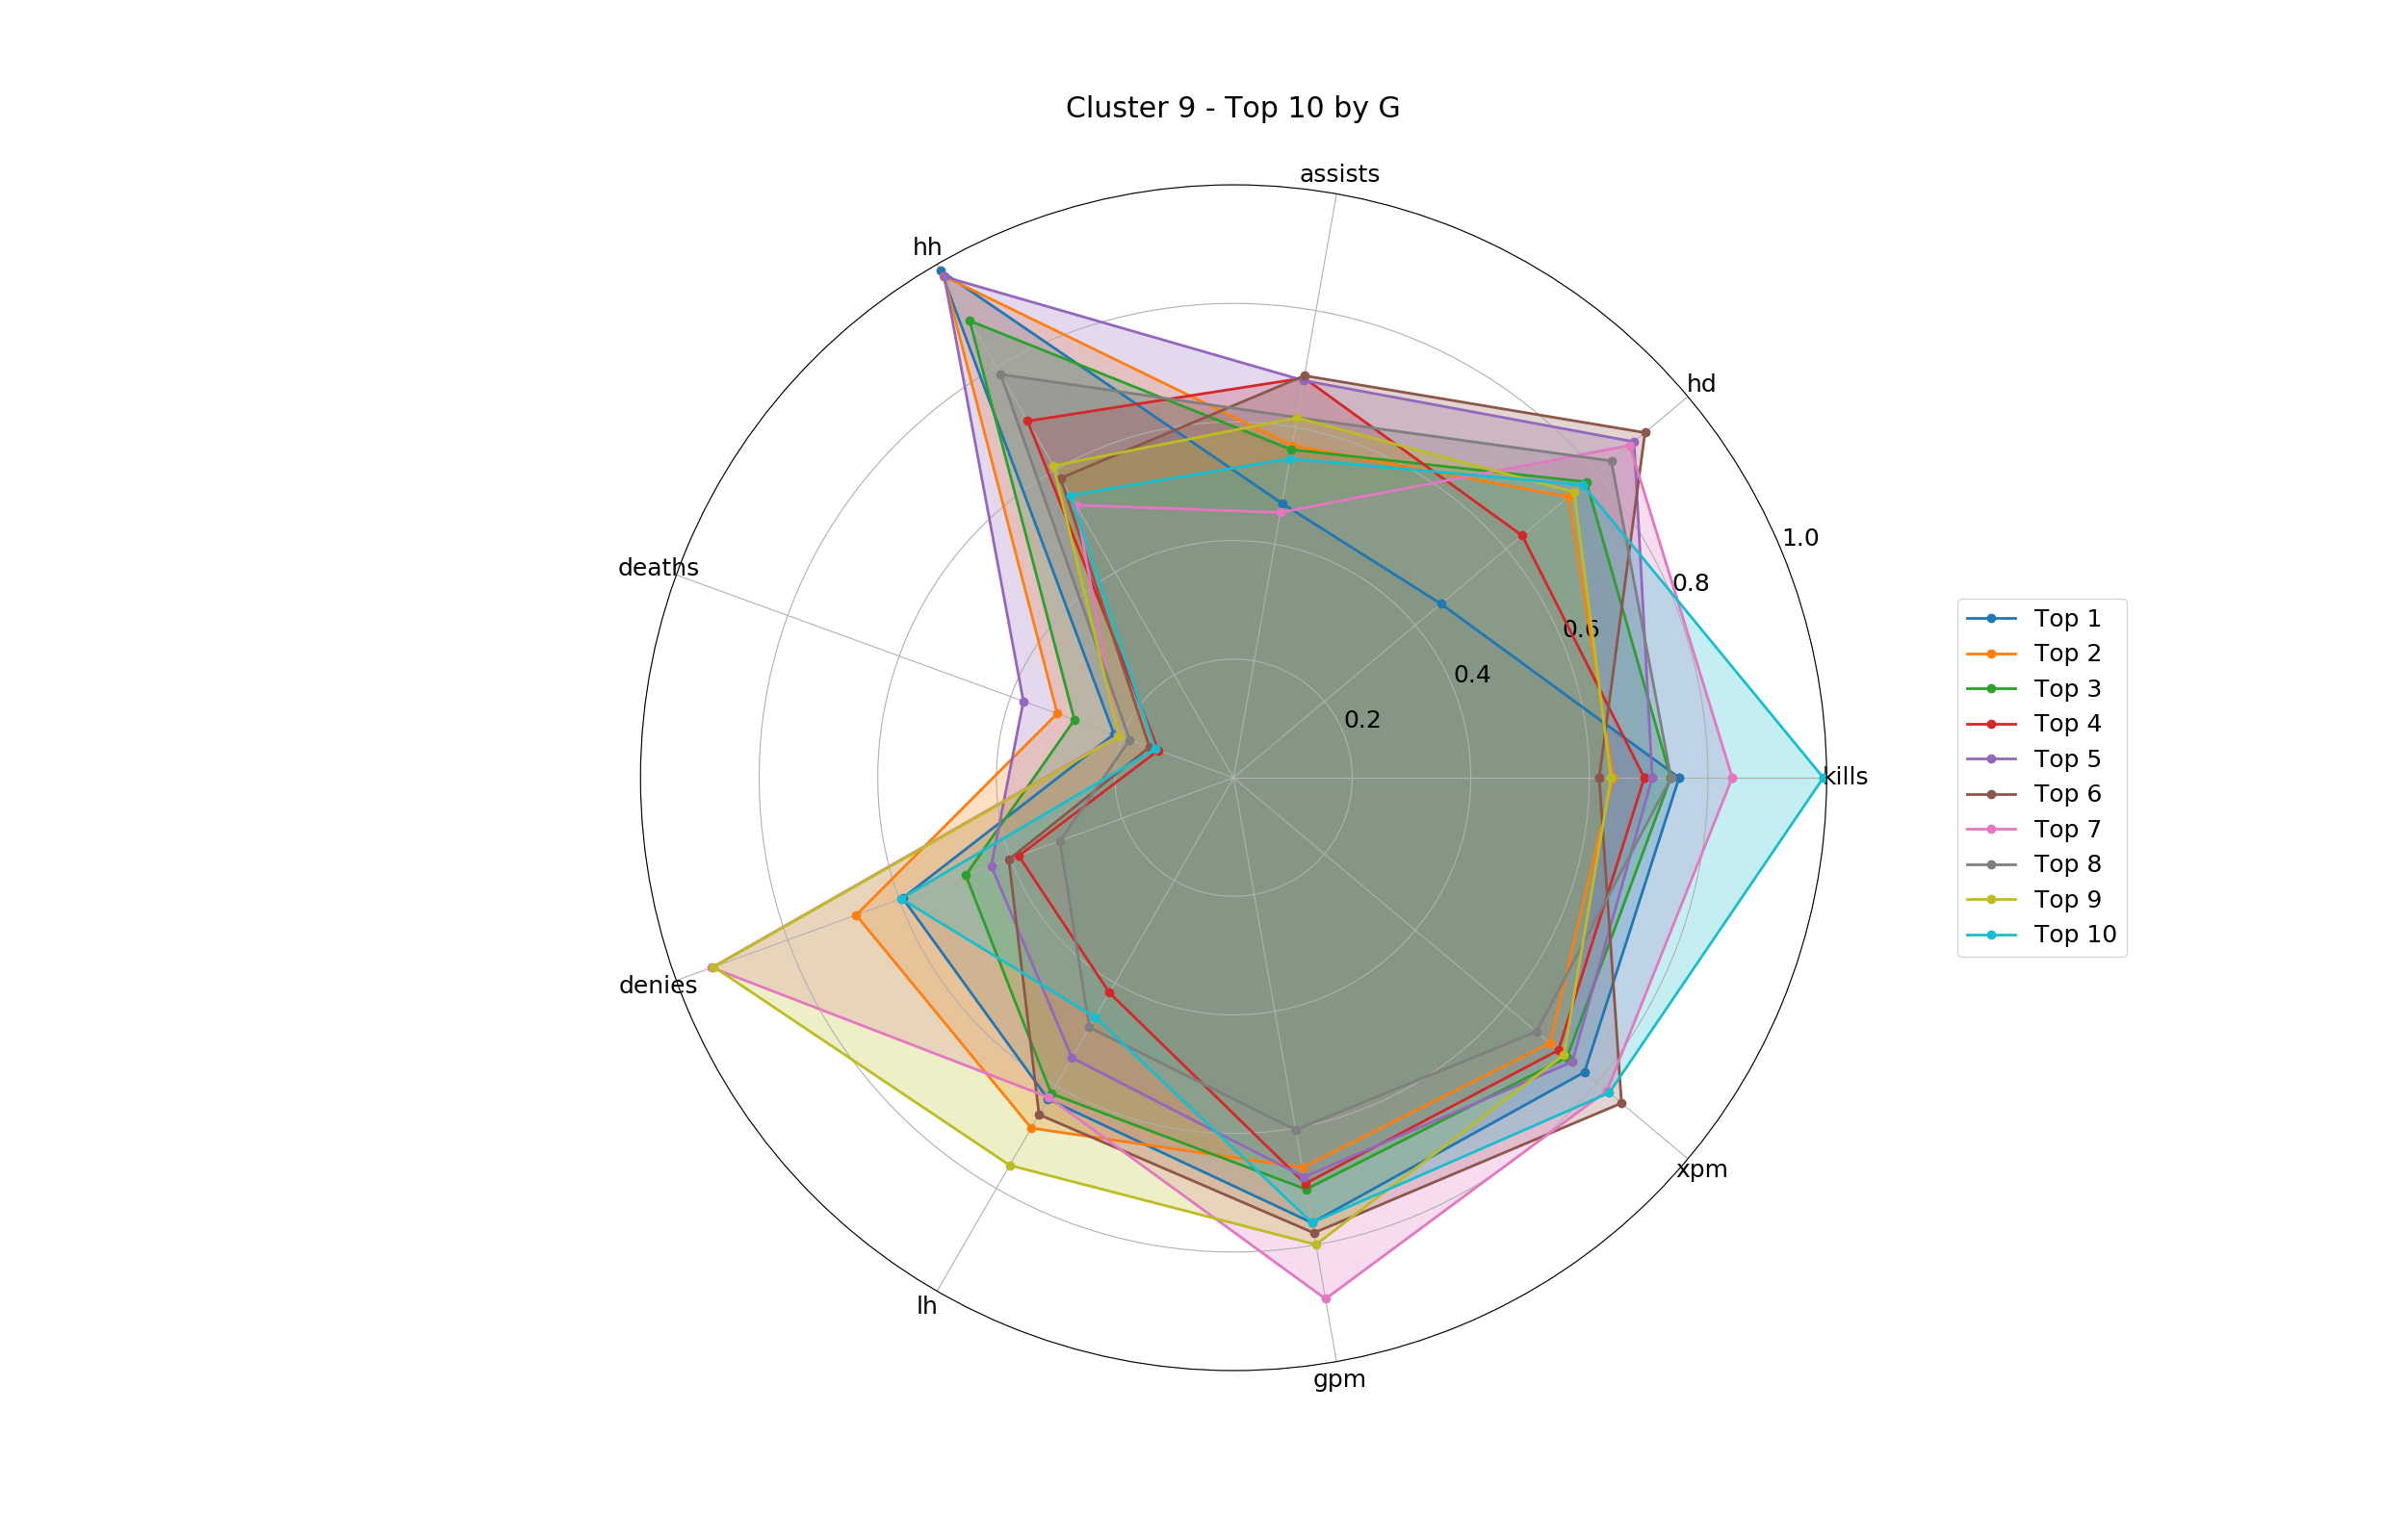 Cluster 9 - Top 10 by G
assists
hh
hd
deaths
1.0
0.8
0.6
0.4
0.2
kills
denies
xpm
lh
gpm
Top 1
Top 2
Top 3
Top 4
Top 5
Top 6
Top 7
Top 8
Top 9
Top 10